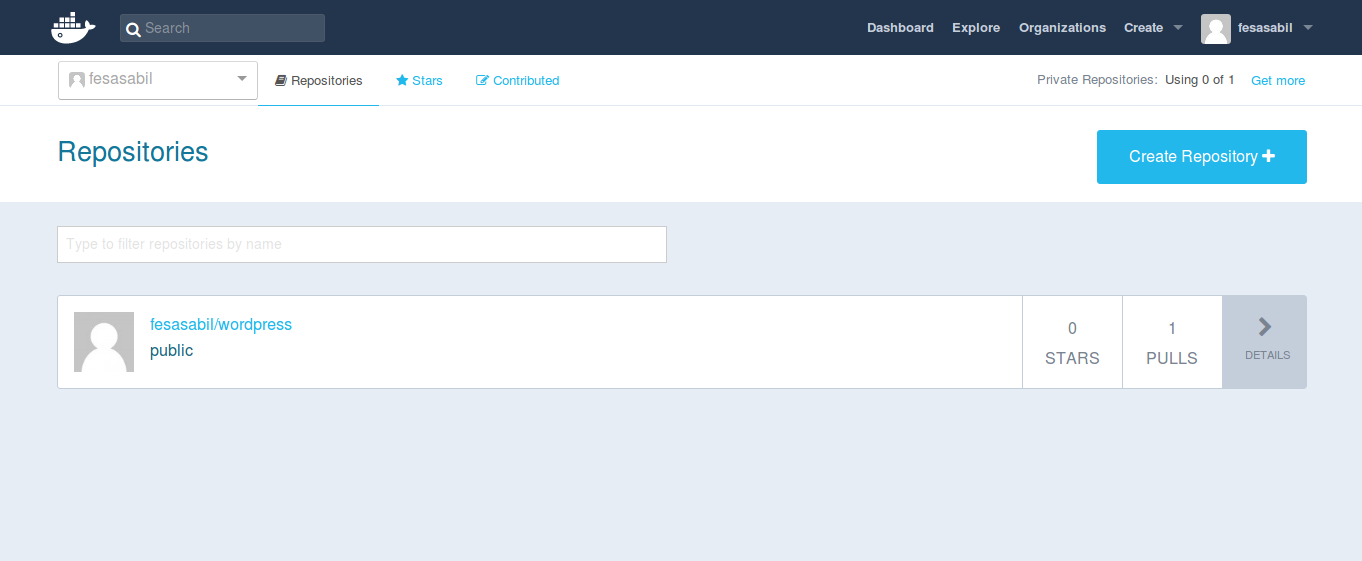 Search Dashboard Explore Organizations Create fesasabil
fesasabil Repositories Stars Contributed Private Repositories: Using 0 of 1 Get more
Repositories
Create Repository
Type to filter repositories by name
fesasabil/wordpress
public
0
STARS
1
PULLS
DETAILS